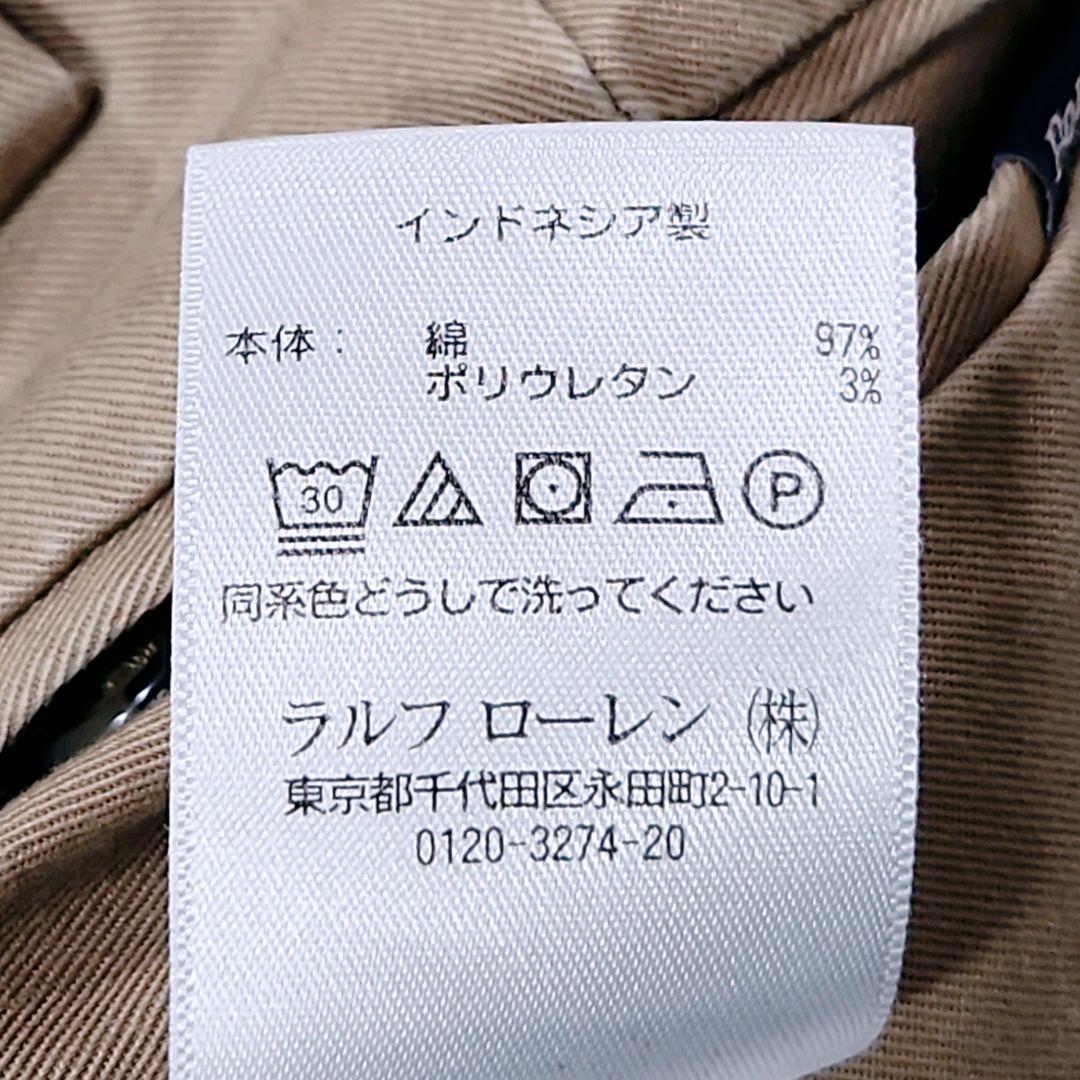 インドネシア製
本体： 綿 97%
ポリウレタン 3%
30 P
同系色どうしで洗ってください
ラルフ ローレン (株)
東京都千代田区永田町2-10-1
0120-3274-20